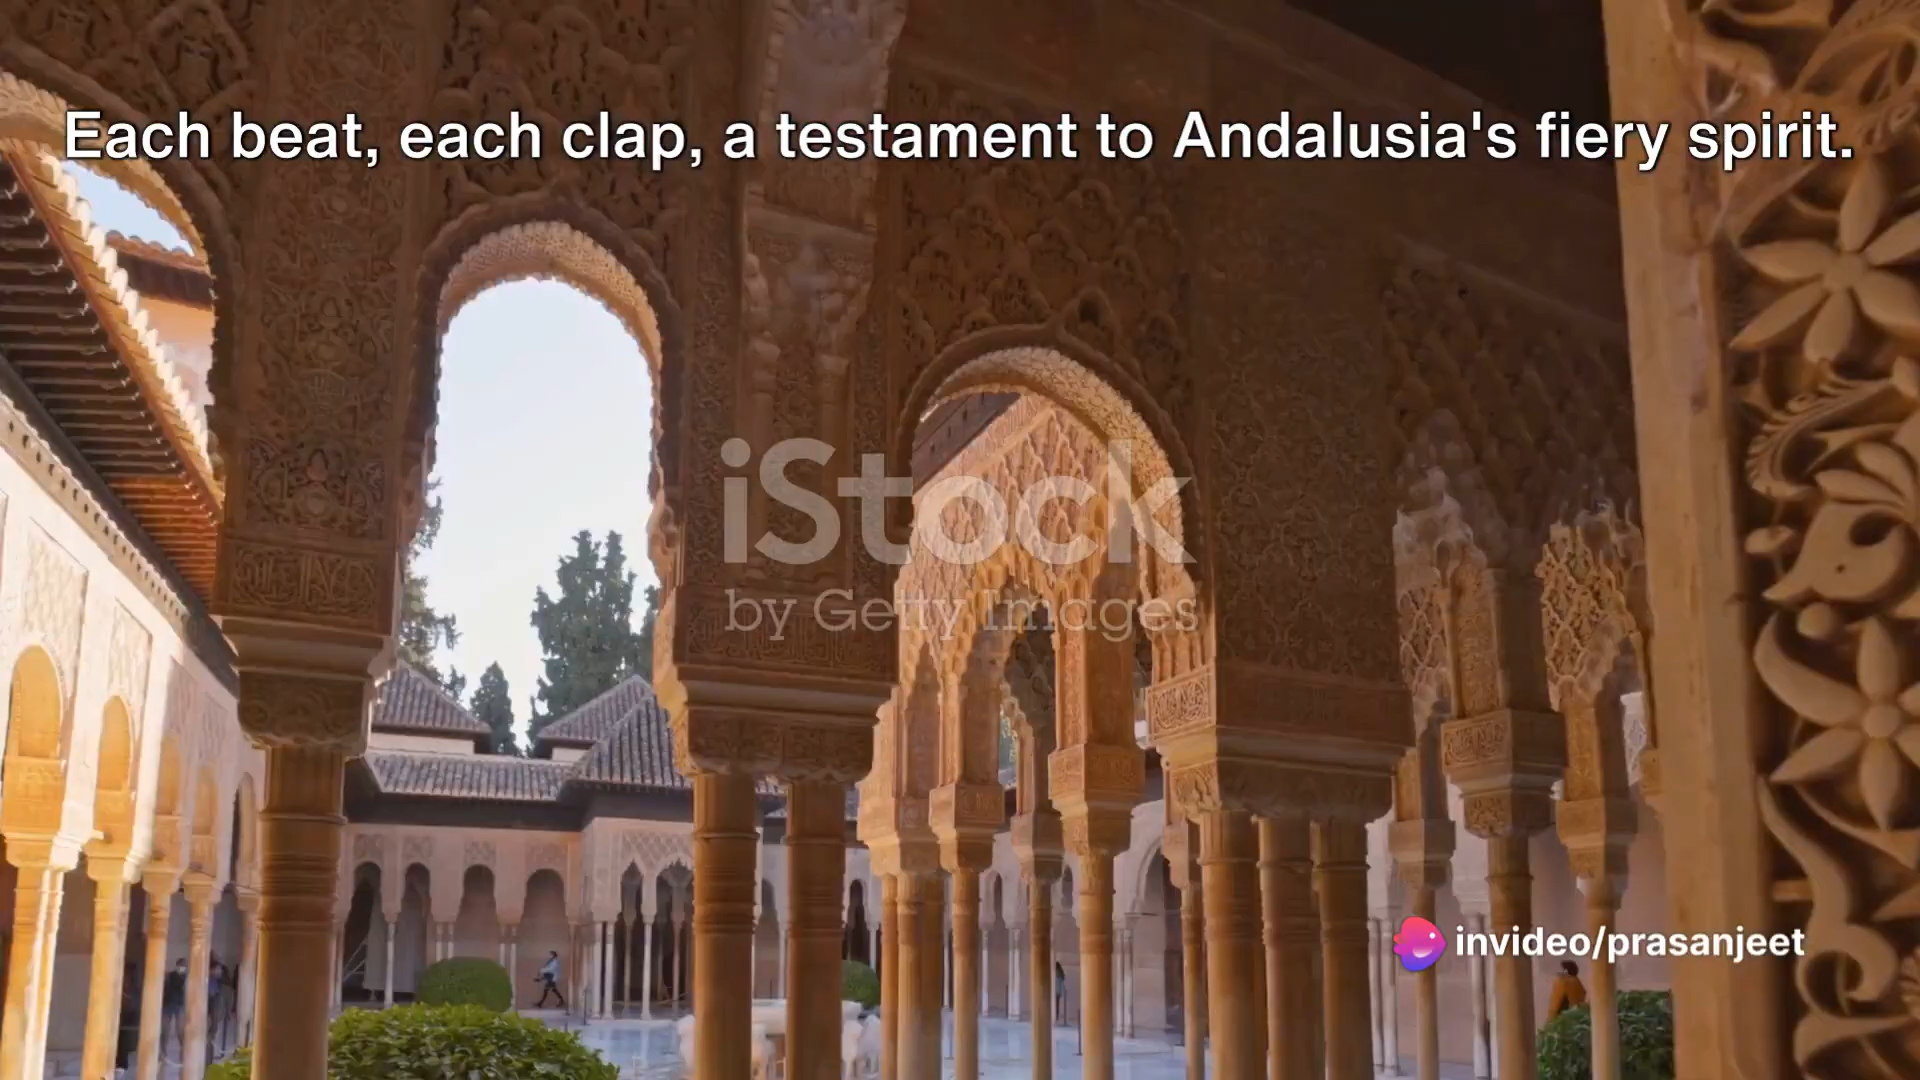 Each beat, each clap, a testament to Andalusia's fiery spirit.
iStock
by Getty Images
invideo/prasanjeet